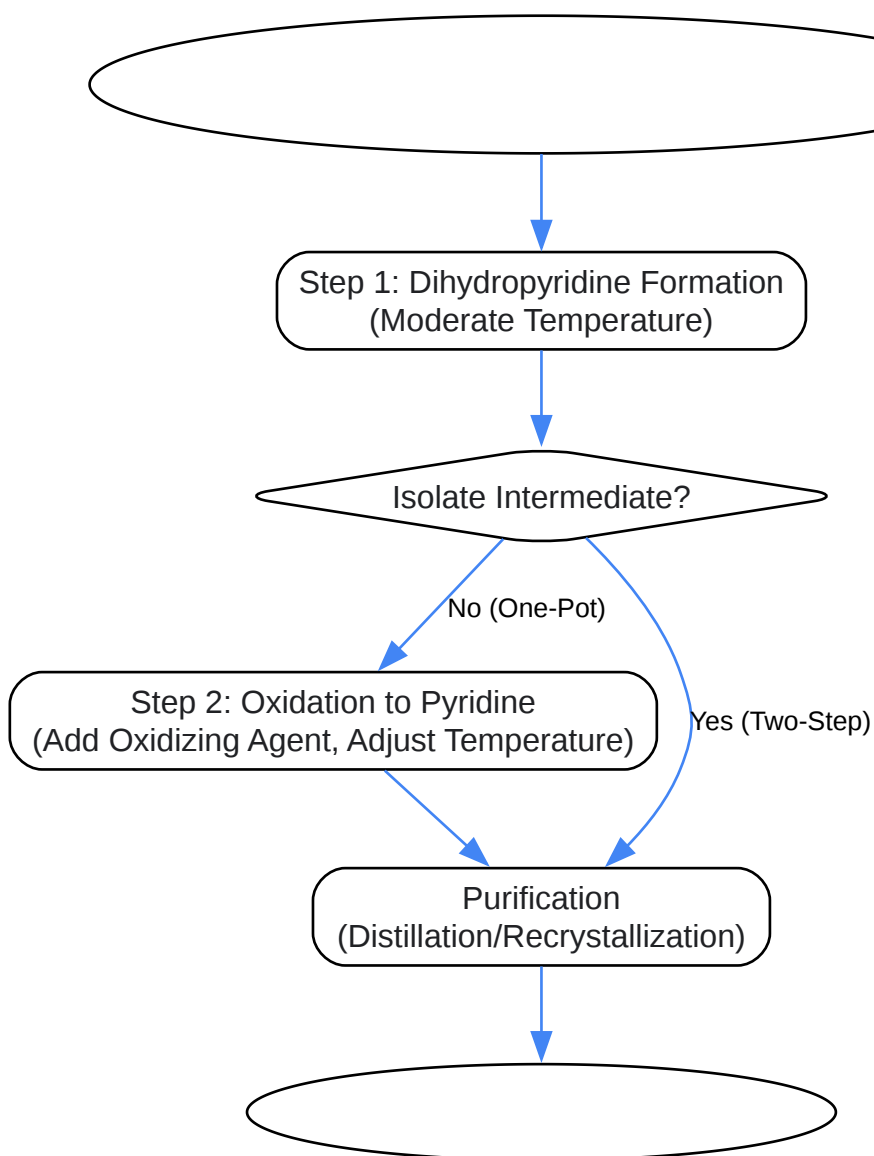 Step 1: Dihydropyridine Formation
(Moderate Temperature)
Isolate Intermediate?
No (One-Pot)
Step 2: Oxidation to Pyridine
(Add Oxidizing Agent, Adjust Temperature)
Yes (Two-Step)
Purification
(Distillation/Recrystallization)